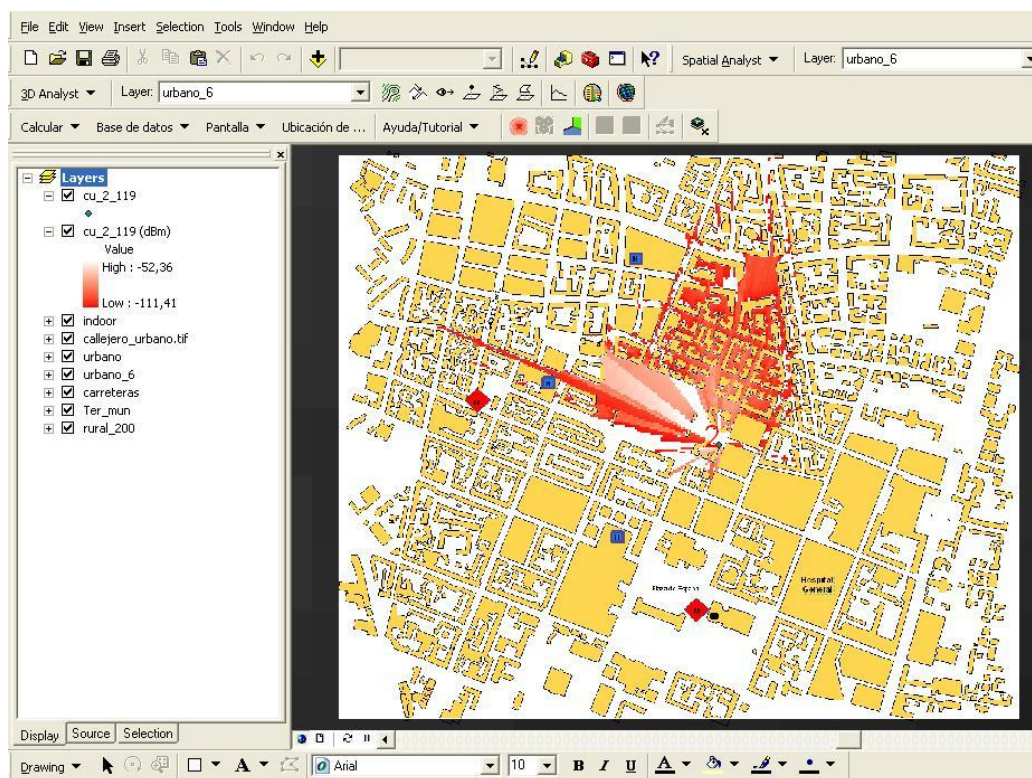 File Edit View Insert Selection Tools Window Help
Spatial Analyst Layer: urbano_6
3D Analyst Layer: urbano_6
Calcular Base de datos Pantalla Ubicación de ... Ayuda/Tutorial
Layers
cu_2_119
cu_2_119 (dBm)
Value
High : -52,36
Low : -111,41
indoor
callejero_urbano.tif
urbano
urbano_6
carreteras
Ter_mun
rural_200
2
Hospital
General
Display Source Selection
Drawing A Arial 10 B I U A